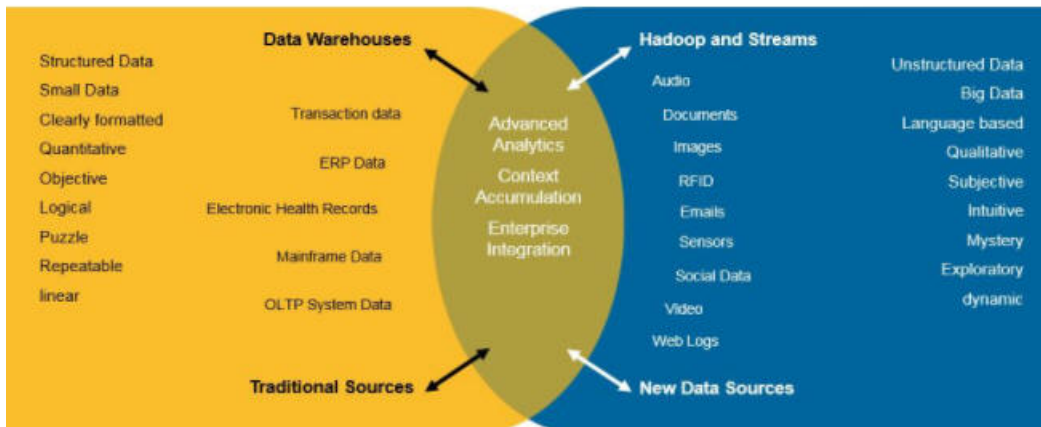 Data Warehouses
Structured Data
Small Data
Clearly formatted
Quantitative
Objective
Logical
Puzzle
Repeatable
linear
Transaction data
ERP Data
Electronic Health Records
Mainframe Data
OLTP System Data
Traditional Sources
Advanced
Analytics
Context
Accumulation
Enterprise
Integration
Hadoop and Streams
Audio
Documents
Images
RFID
Emails
Sensors
Social Data
Video
Web Logs
New Data Sources
Unstructured Data
Big Data
Language based
Qualitative
Subjective
Intuitive
Mystery
Exploratory
dynamic